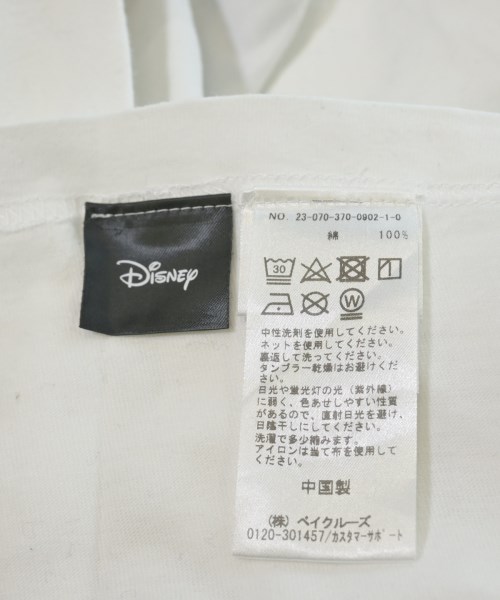 Disney
NO. 23-070-370-0902-1-0
綿 100%
30
W
中性洗剤を使用してください。
ネットを使用してください。
裏返して洗ってください。
タンブラー乾燥はお避けくだ
さい。
日光や蛍光灯の光（紫外線）
に弱く、色あせしやすい性質
があるので、直射日光を避け、
日陰干しにしてください。
洗濯で多少縮みます。
アイロンは当て布を使用して
ください。
中国製
（株）ベイクルーズ
0120-301457/カスタマーサポート